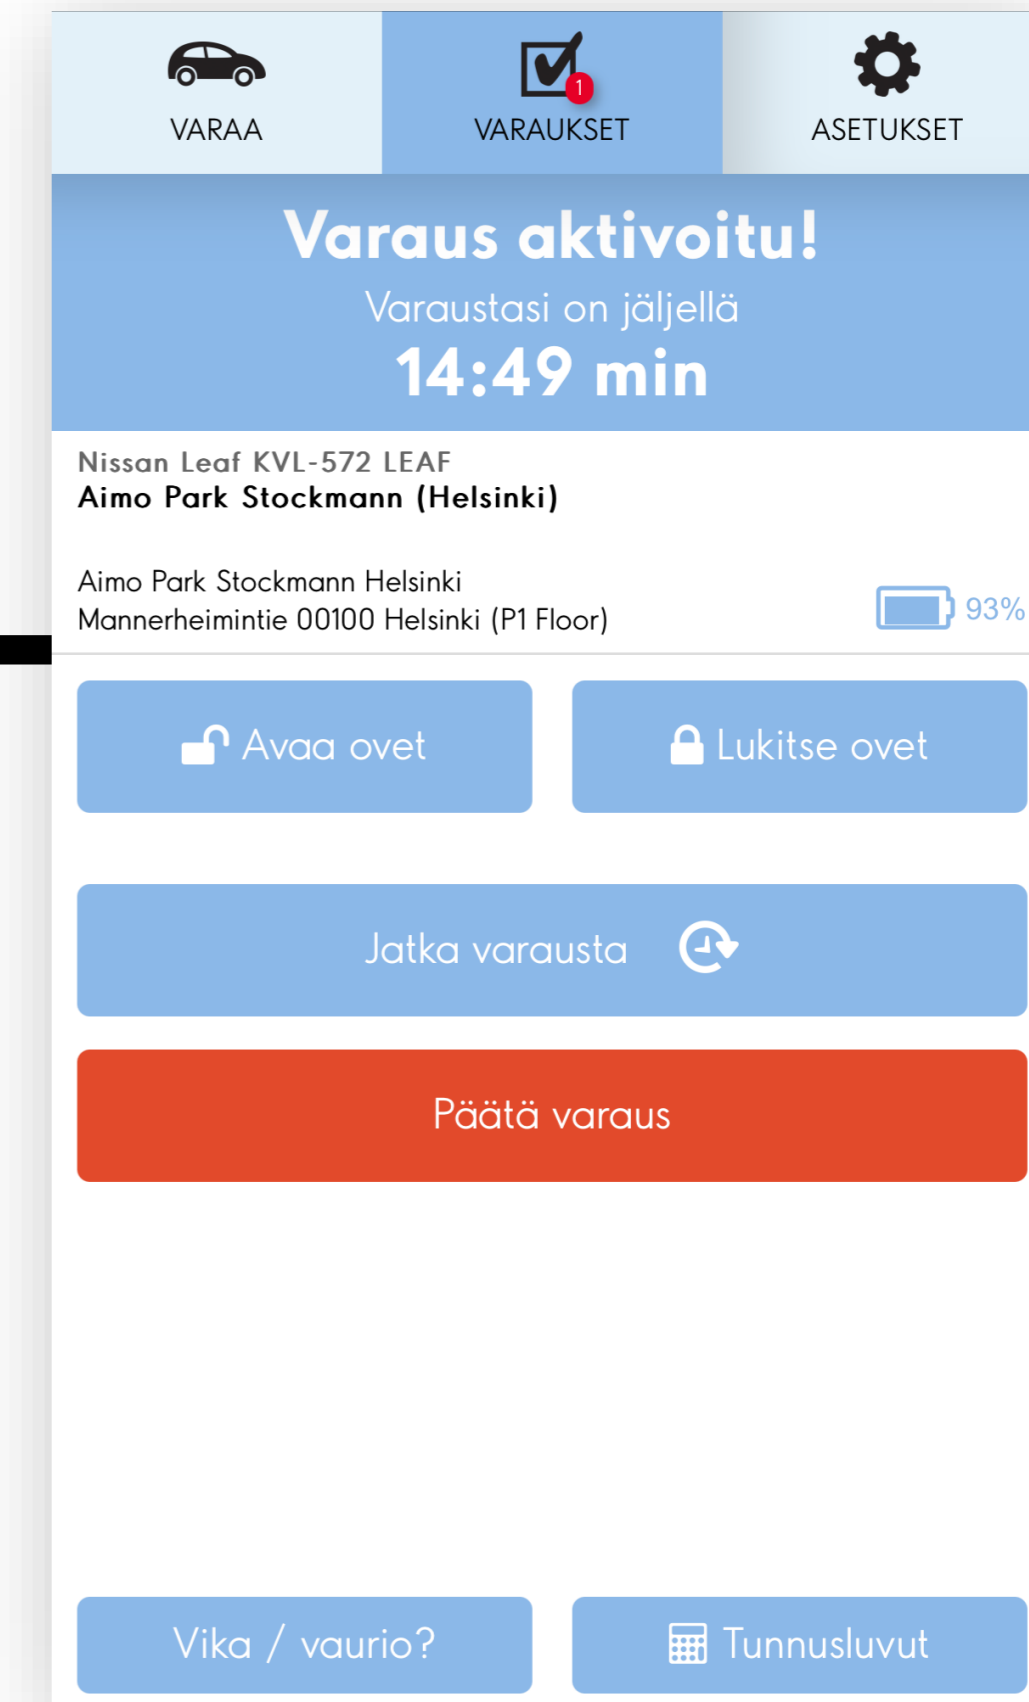 VARAA
VARAUKSET
1
ASETUKSET
Varaus aktivoitu!
Varaustasi on jäljellä
14:49 min
Nissan Leaf KVL-572 LEAF
Aimo Park Stockmann (Helsinki)
Aimo Park Stockmann Helsinki
Mannerheimintie 00100 Helsinki (P1 Floor)
93%
Avaa ovet
Lukitse ovet
Jatka varausta
Päätä varaus
Vika / vaurio?
Tunnusluvut